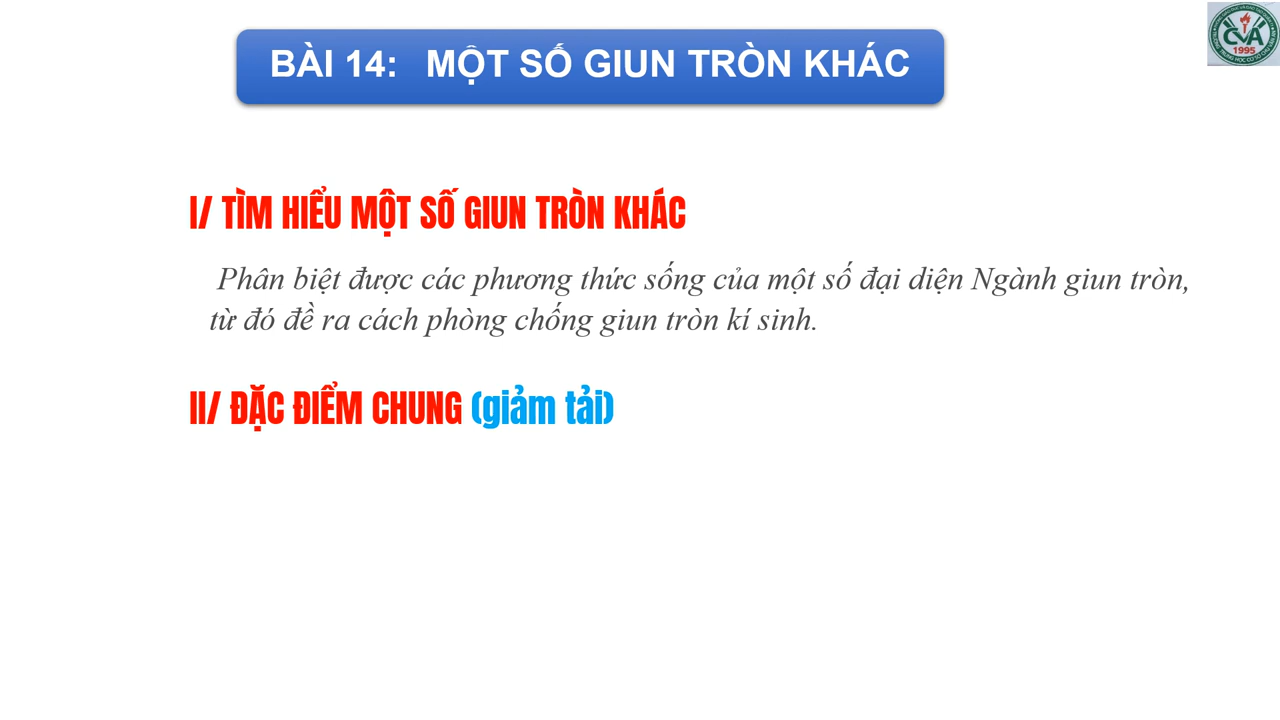 BÀI 14: MỘT SỐ GIUN TRÒN KHÁC
CVA
1995
I/ TÌM HIỂU MỘT SỐ GIUN TRÒN KHÁC
Phân biệt được các phương thức sống của một số đại diện Ngành giun tròn,
từ đó đề ra cách phòng chống giun tròn kí sinh.
II/ ĐẶC ĐIỂM CHUNG (giảm tải)